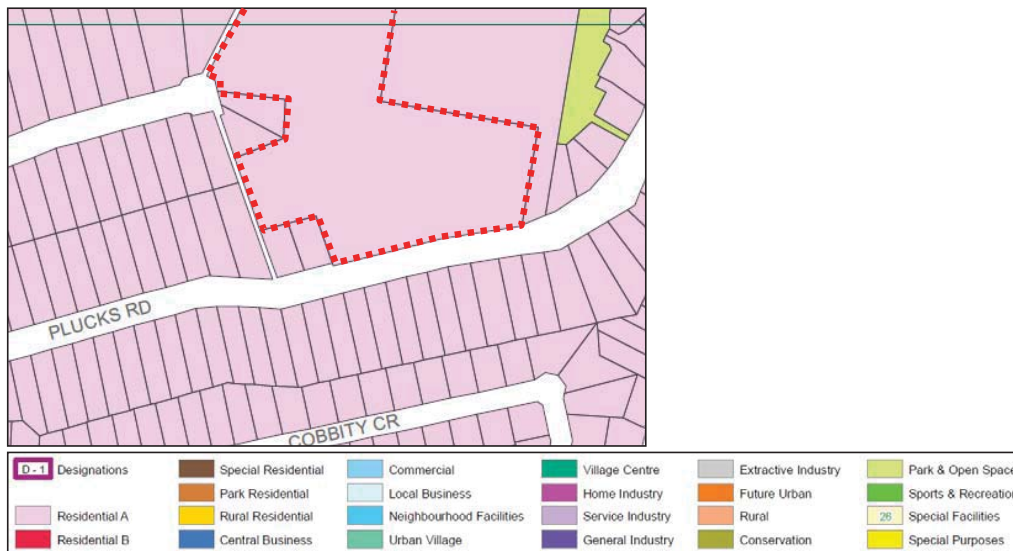 PLUCKS RD
COBBITY CR
D - 1 Designations
Special Residential
Commercial
Village Centre
Extractive Industry
Park & Open Space
Park Residential
Local Business
Home Industry
Future Urban
Sports & Recreation
Residential A
Rural Residential
Neighbourhood Facilities
Service Industry
Rural
26 Special Facilities
Residential B
Central Business
Urban Village
General Industry
Conservation
Special Purposes